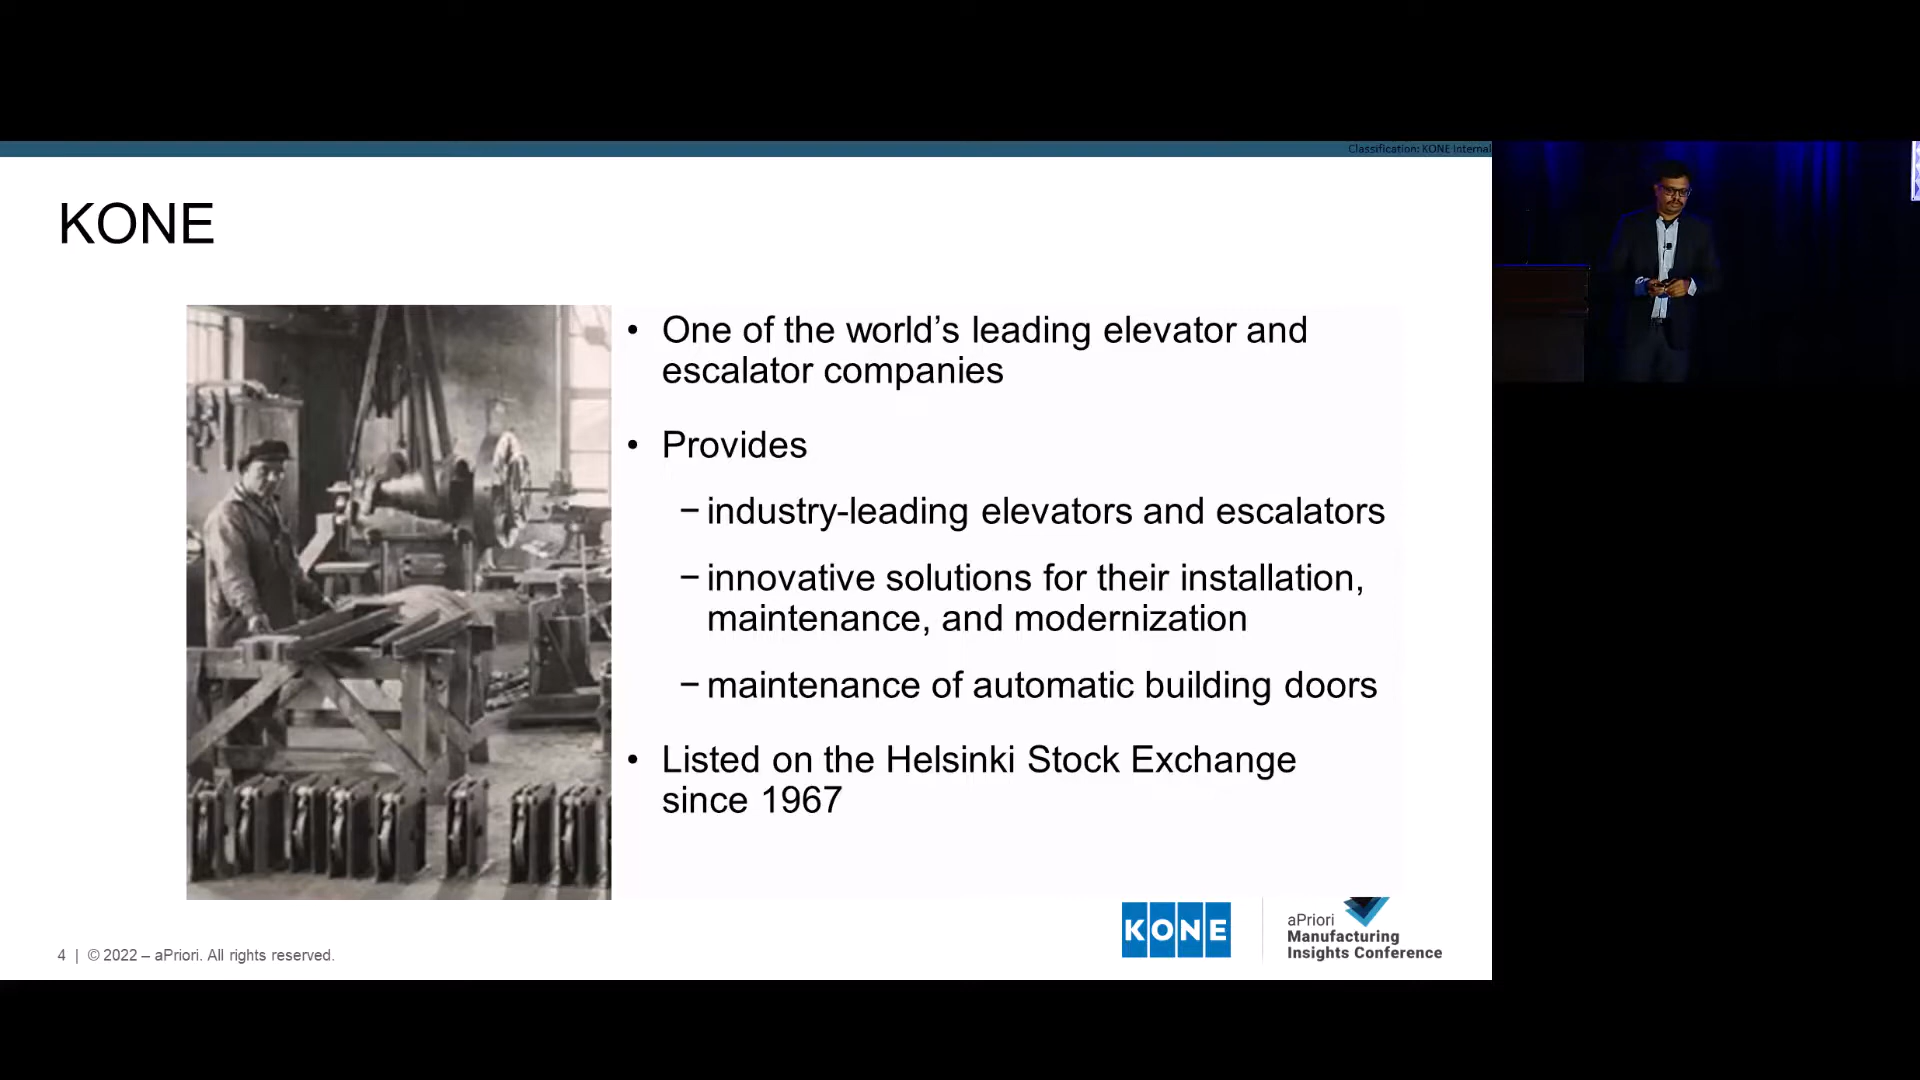 Classification: KONE Internal
KONE
• One of the world’s leading elevator and
escalator companies
• Provides
– industry-leading elevators and escalators
– innovative solutions for their installation,
maintenance, and modernization
– maintenance of automatic building doors
• Listed on the Helsinki Stock Exchange
since 1967
4 | © 2022 – aPriori. All rights reserved.
KONE
aPriori
Manufacturing
Insights Conference